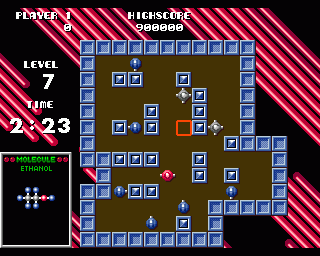 PLAYER 1 HIGHSCORE
0 900000
LEVEL
7
TIME
2:23
MOLECULE
ETHANOL